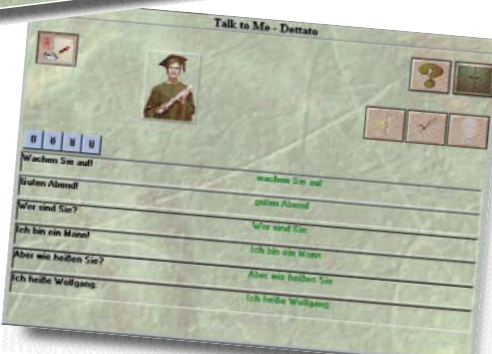 Talk to Me - Dettato
Wachen Sie auf!
wachen Sie auf
Guten Abend!
guten Abend
Wer sind Sie?
Wer sind Sie
Ich bin ein Mann!
Ich bin ein Mann
Aber wie heißen Sie?
Aber wie heißen Sie
Ich heiße Wolfgang.
Ich heiße Wolfgang